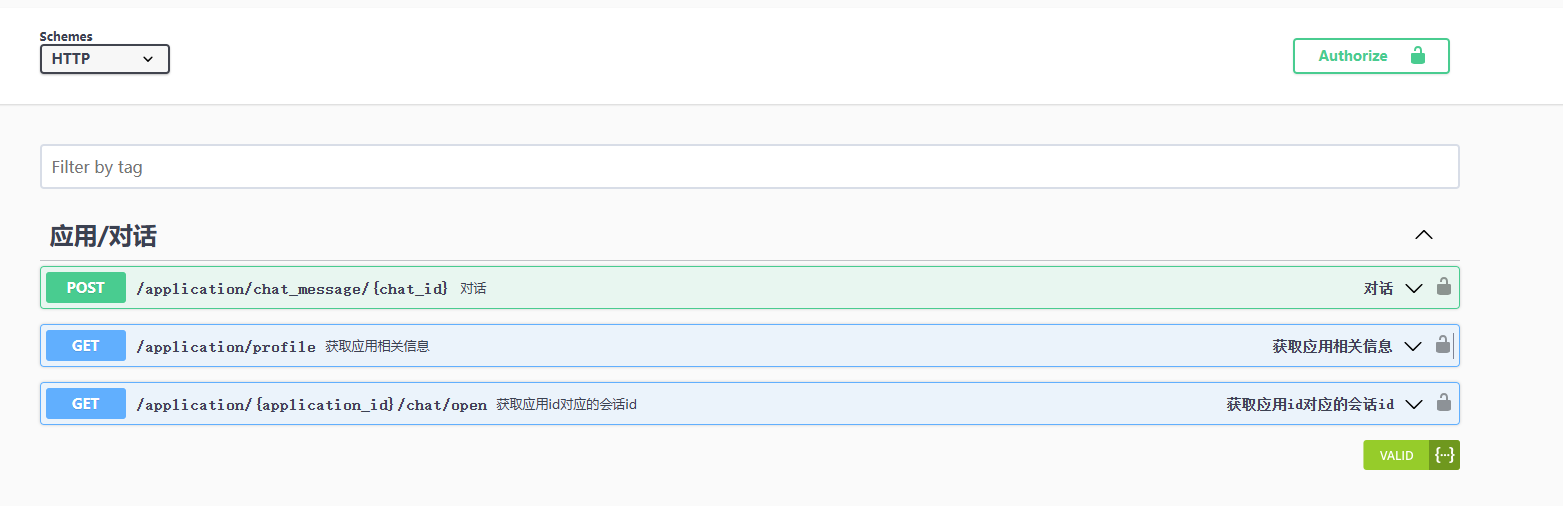 Schemes
HTTP
Authorize
Filter by tag
应用/对话
POST /application/chat_message/{chat_id} 对话 对话
GET /application/profile 获取应用相关信息 获取应用相关信息
GET /application/{application_id}/chat/open 获取应用id对应的会话id 获取应用id对应的会话id
VALID {···}